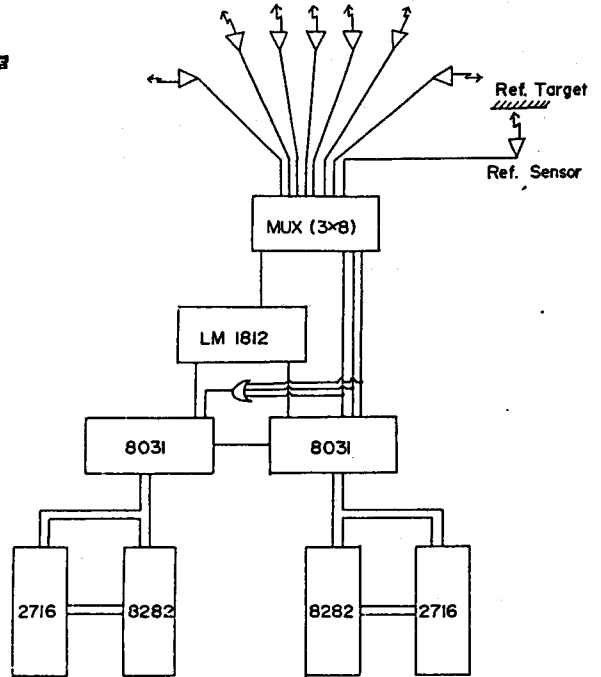 Ref. Target
Ref. Sensor
MUX (3×8)
LM 1812
8031
8031
2716
8282
8282
2716